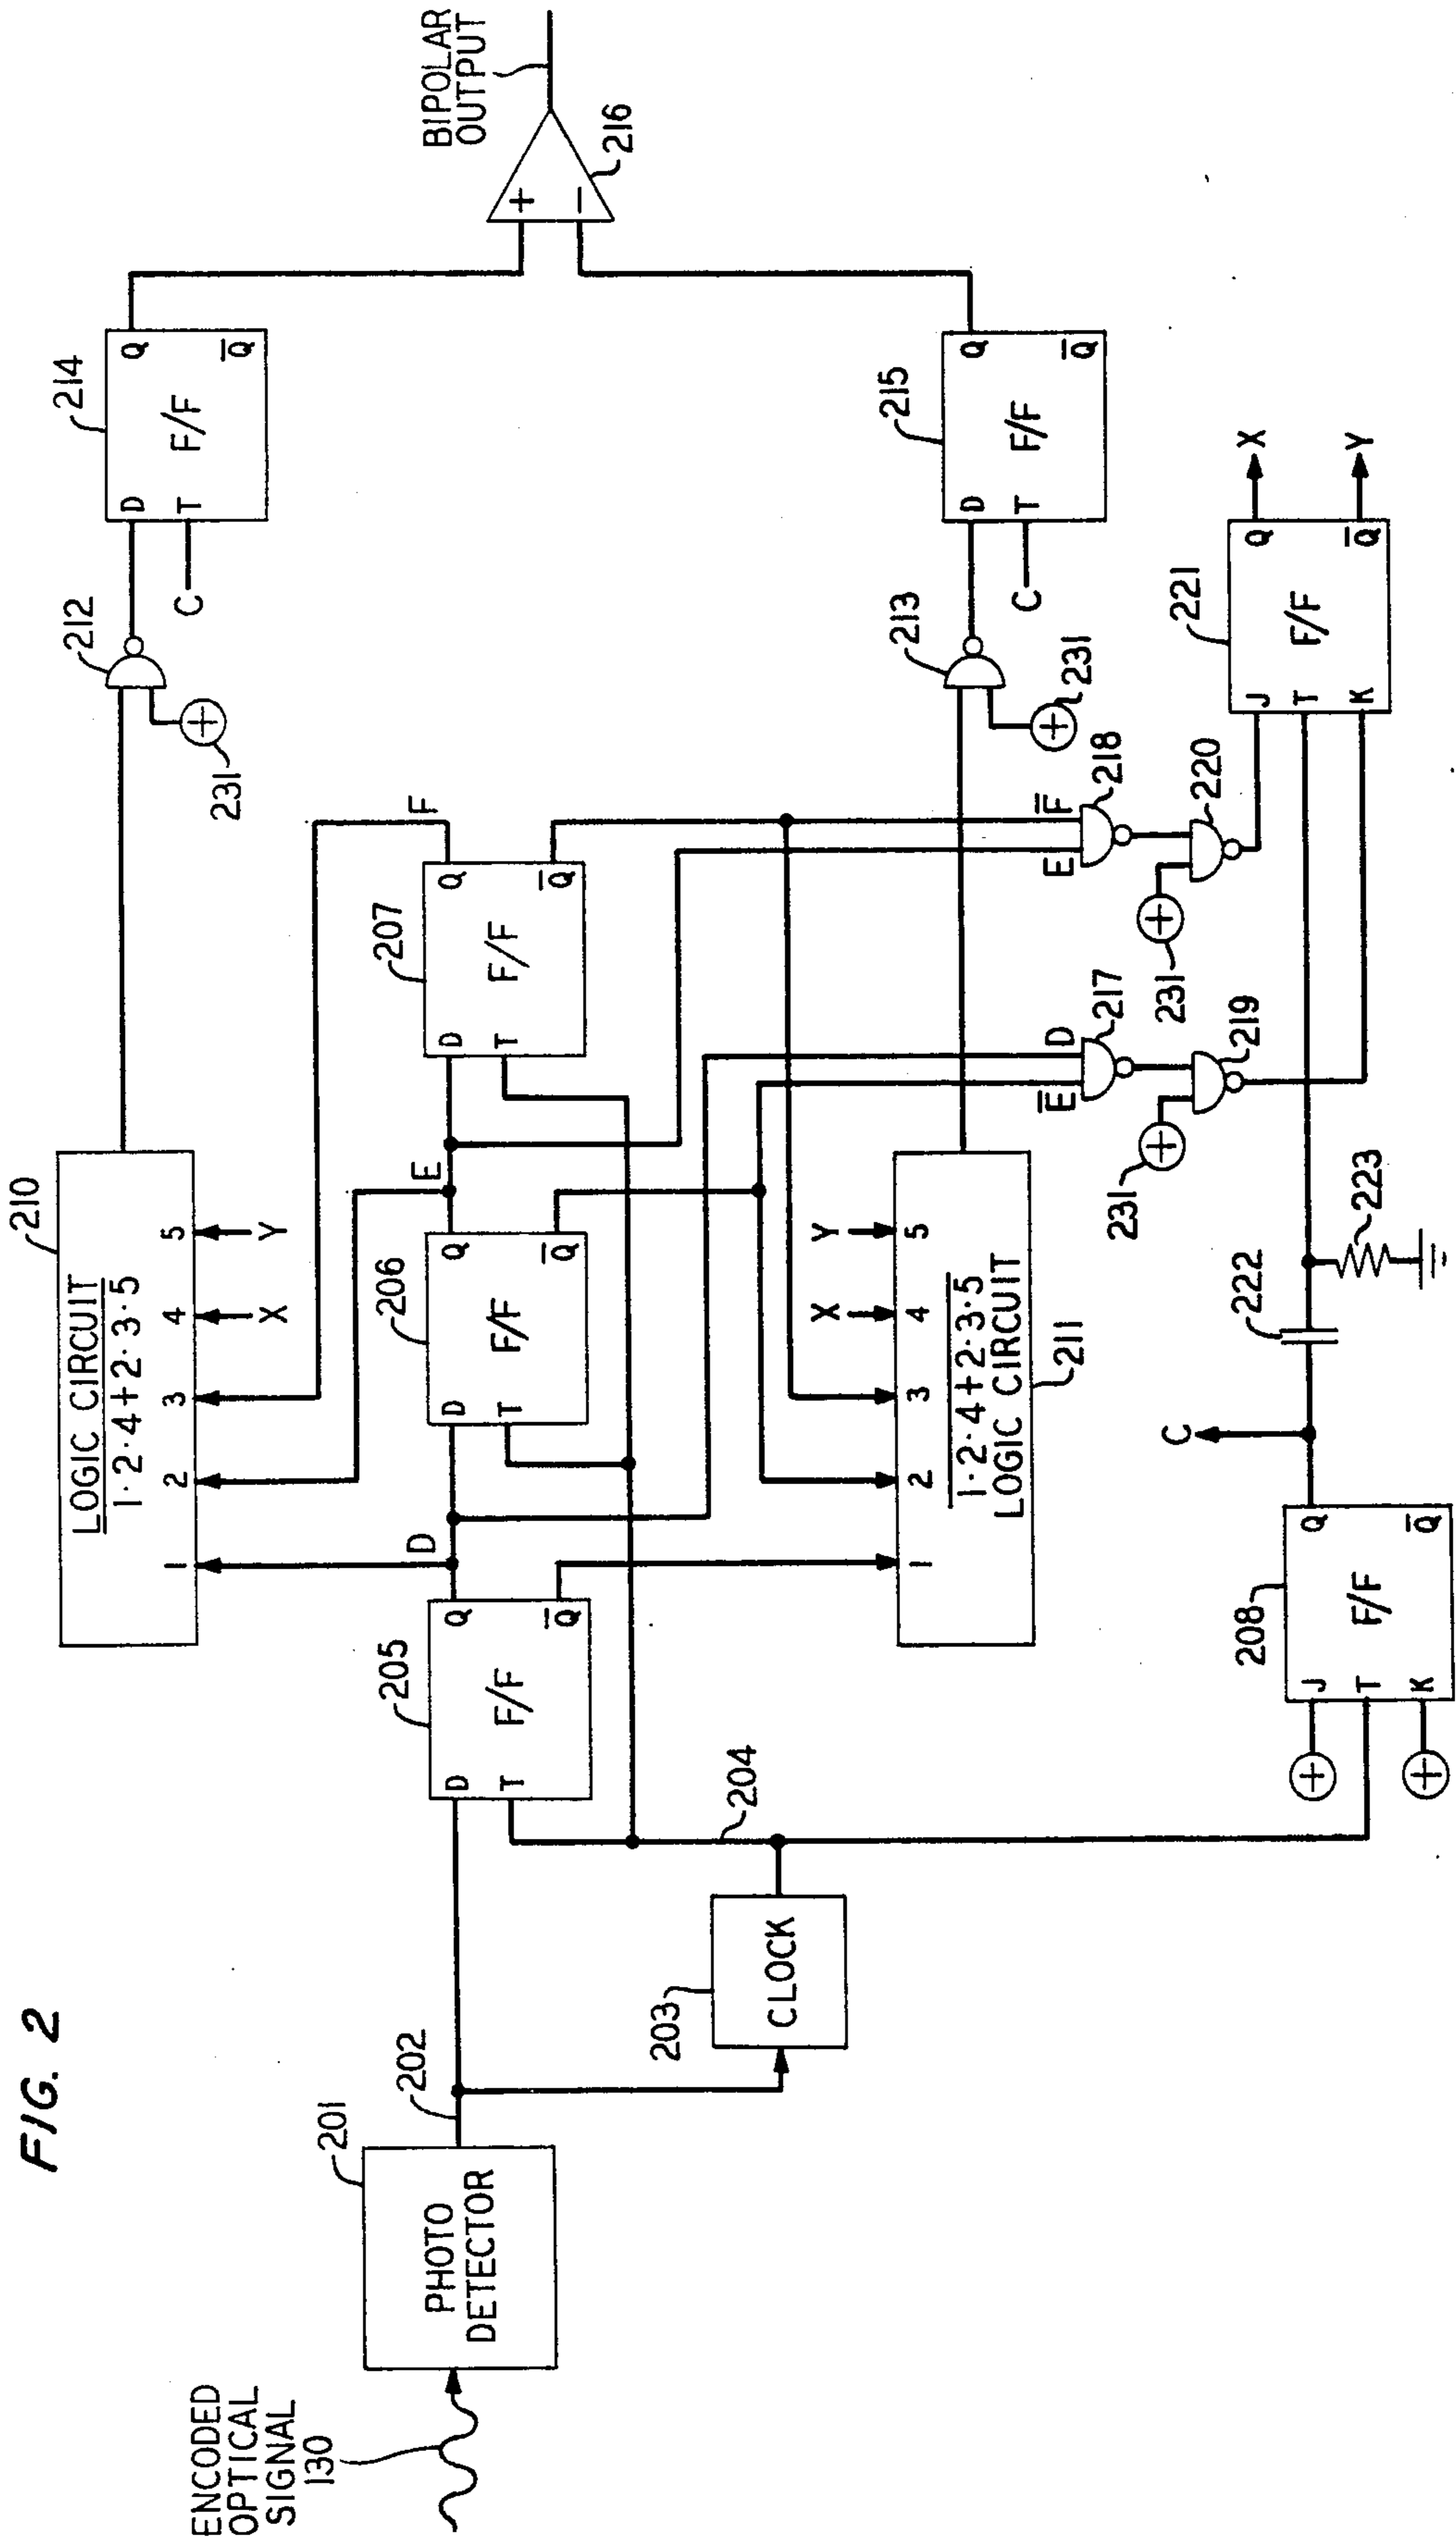 FIG. 2
ENCODED
OPTICAL
SIGNAL
130
PHOTO
DETECTOR
201
202
203
CLOCK
204
205
D
T
F/F
Q
Q̅
D
206
D
T
F/F
Q
Q̅
E
207
D
T
F/F
Q
Q̅
F
210
LOGIC CIRCUIT
1·2·4+2·3·5
1
2
3
4
5
X
Y
212
+
231
214
D
T
F/F
Q
Q̅
C
BIPOLAR
OUTPUT
+
−
216
1
2
3
4
5
X
Y
1·2·4+2·3·5
LOGIC CIRCUIT
211
213
+
231
215
D
T
F/F
Q
Q̅
C
E̅
D
217
+
231
219
E
F̅
218
+
231
220
208
+
+
J
T
K
F/F
Q
Q̅
C
222
223
221
J
T
K
F/F
Q
Q̅
X
Y